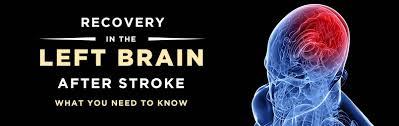 RECOVERY
IN THE
LEFT BRAIN
AFTER STROKE
WHAT YOU NEED TO KNOW